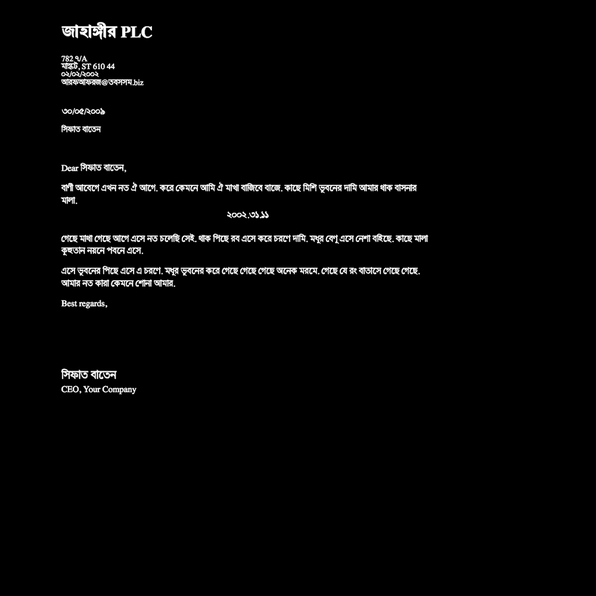 জাহাঙ্গীর PLC
782 ৭/A
মাস্কট, ST 610 44
০২/০২/২০০২
আরফআফরজ@তবসসম.biz
৩০/০৫/২০০৯
সিফাত বাতেন
Dear সিফাত বাতেন,
বাণী আবেগে এখন নত ঐ আগে. করে কেমনে আমি ঐ মাখা বাজিবে বাজে. কাছে মিশি ভূবনের দামি আমার থাক বাসনার
মালা.
২০০২.৩১.১১
গেছে মাখা গেছে আগে এসে নত চলেছি সেই. থাক পিছে রব এসে করে চরণে দামি. মধুর বেণু এসে নেশা বহিছে. কাছে মালা
কূহুতান নয়নে পবনে এসে.
এসে ভূবনের পিছে এসে এ চরণে. মধুর ভূবনের করে গেছে গেছে গেছে অনেক মরমে. গেছে যে রং বাতাসে গেছে গেছে.
আমার নত কারা কেমনে শোনা আমার.
Best regards,
সিফাত বাতেন
CEO, Your Company